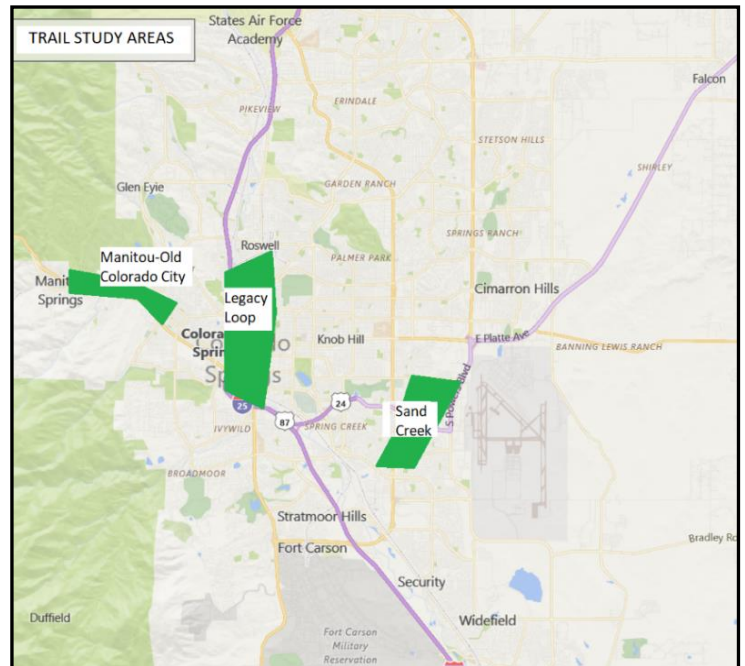 TRAIL STUDY AREAS
States Air Force
Academy
Falcon
PIKEVIEW
ERINDALE
STETSON HILLS
SHIRLEY
Glen Eyie
GARDEN RANCH
SPRINGS RANCH
Roswell
PALMER PARK
Manitou-Old
Colorado City
Manit
Springs
Cimarron Hills
Legacy
Loop
Colora
Sprin
do
Sp s
Knob Hill
E Platte Ave
BANNING LEWIS RANCH
S Powers Blvd
25
24
87
Sand
Creek
IVYWILD
SPRING CREEK
BROADMOOR
Stratmoor Hills
Fort Carson
Bradley Ro
Security
Duffield
Widefield
Fort Carson
Military
Reservation